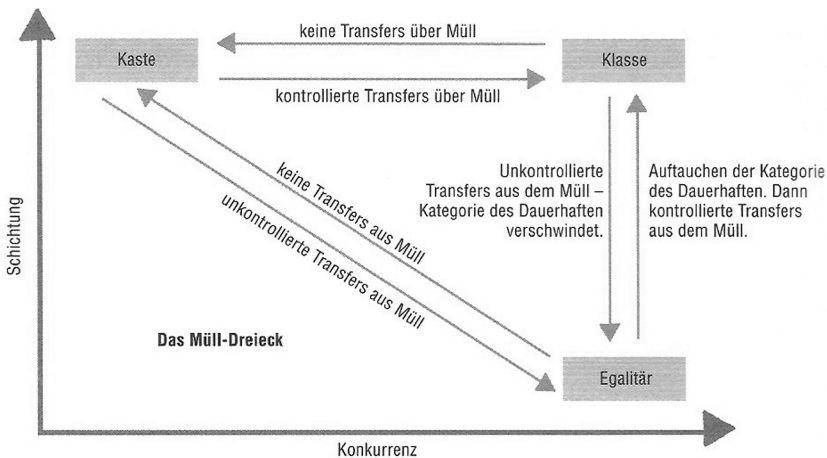 keine Transfers über Müll
Kaste
Klasse
kontrollierte Transfers über Müll
keine Transfers aus Müll
unkontrollierte Transfers aus Müll
Unkontrollierte
Transfers aus dem Müll –
Kategorie des Dauerhaften
verschwindet.
Auftauchen der Kategorie
des Dauerhaften. Dann
kontrollierte Transfers
aus dem Müll.
Schichtung
Das Müll-Dreieck
Egalitär
Konkurrenz